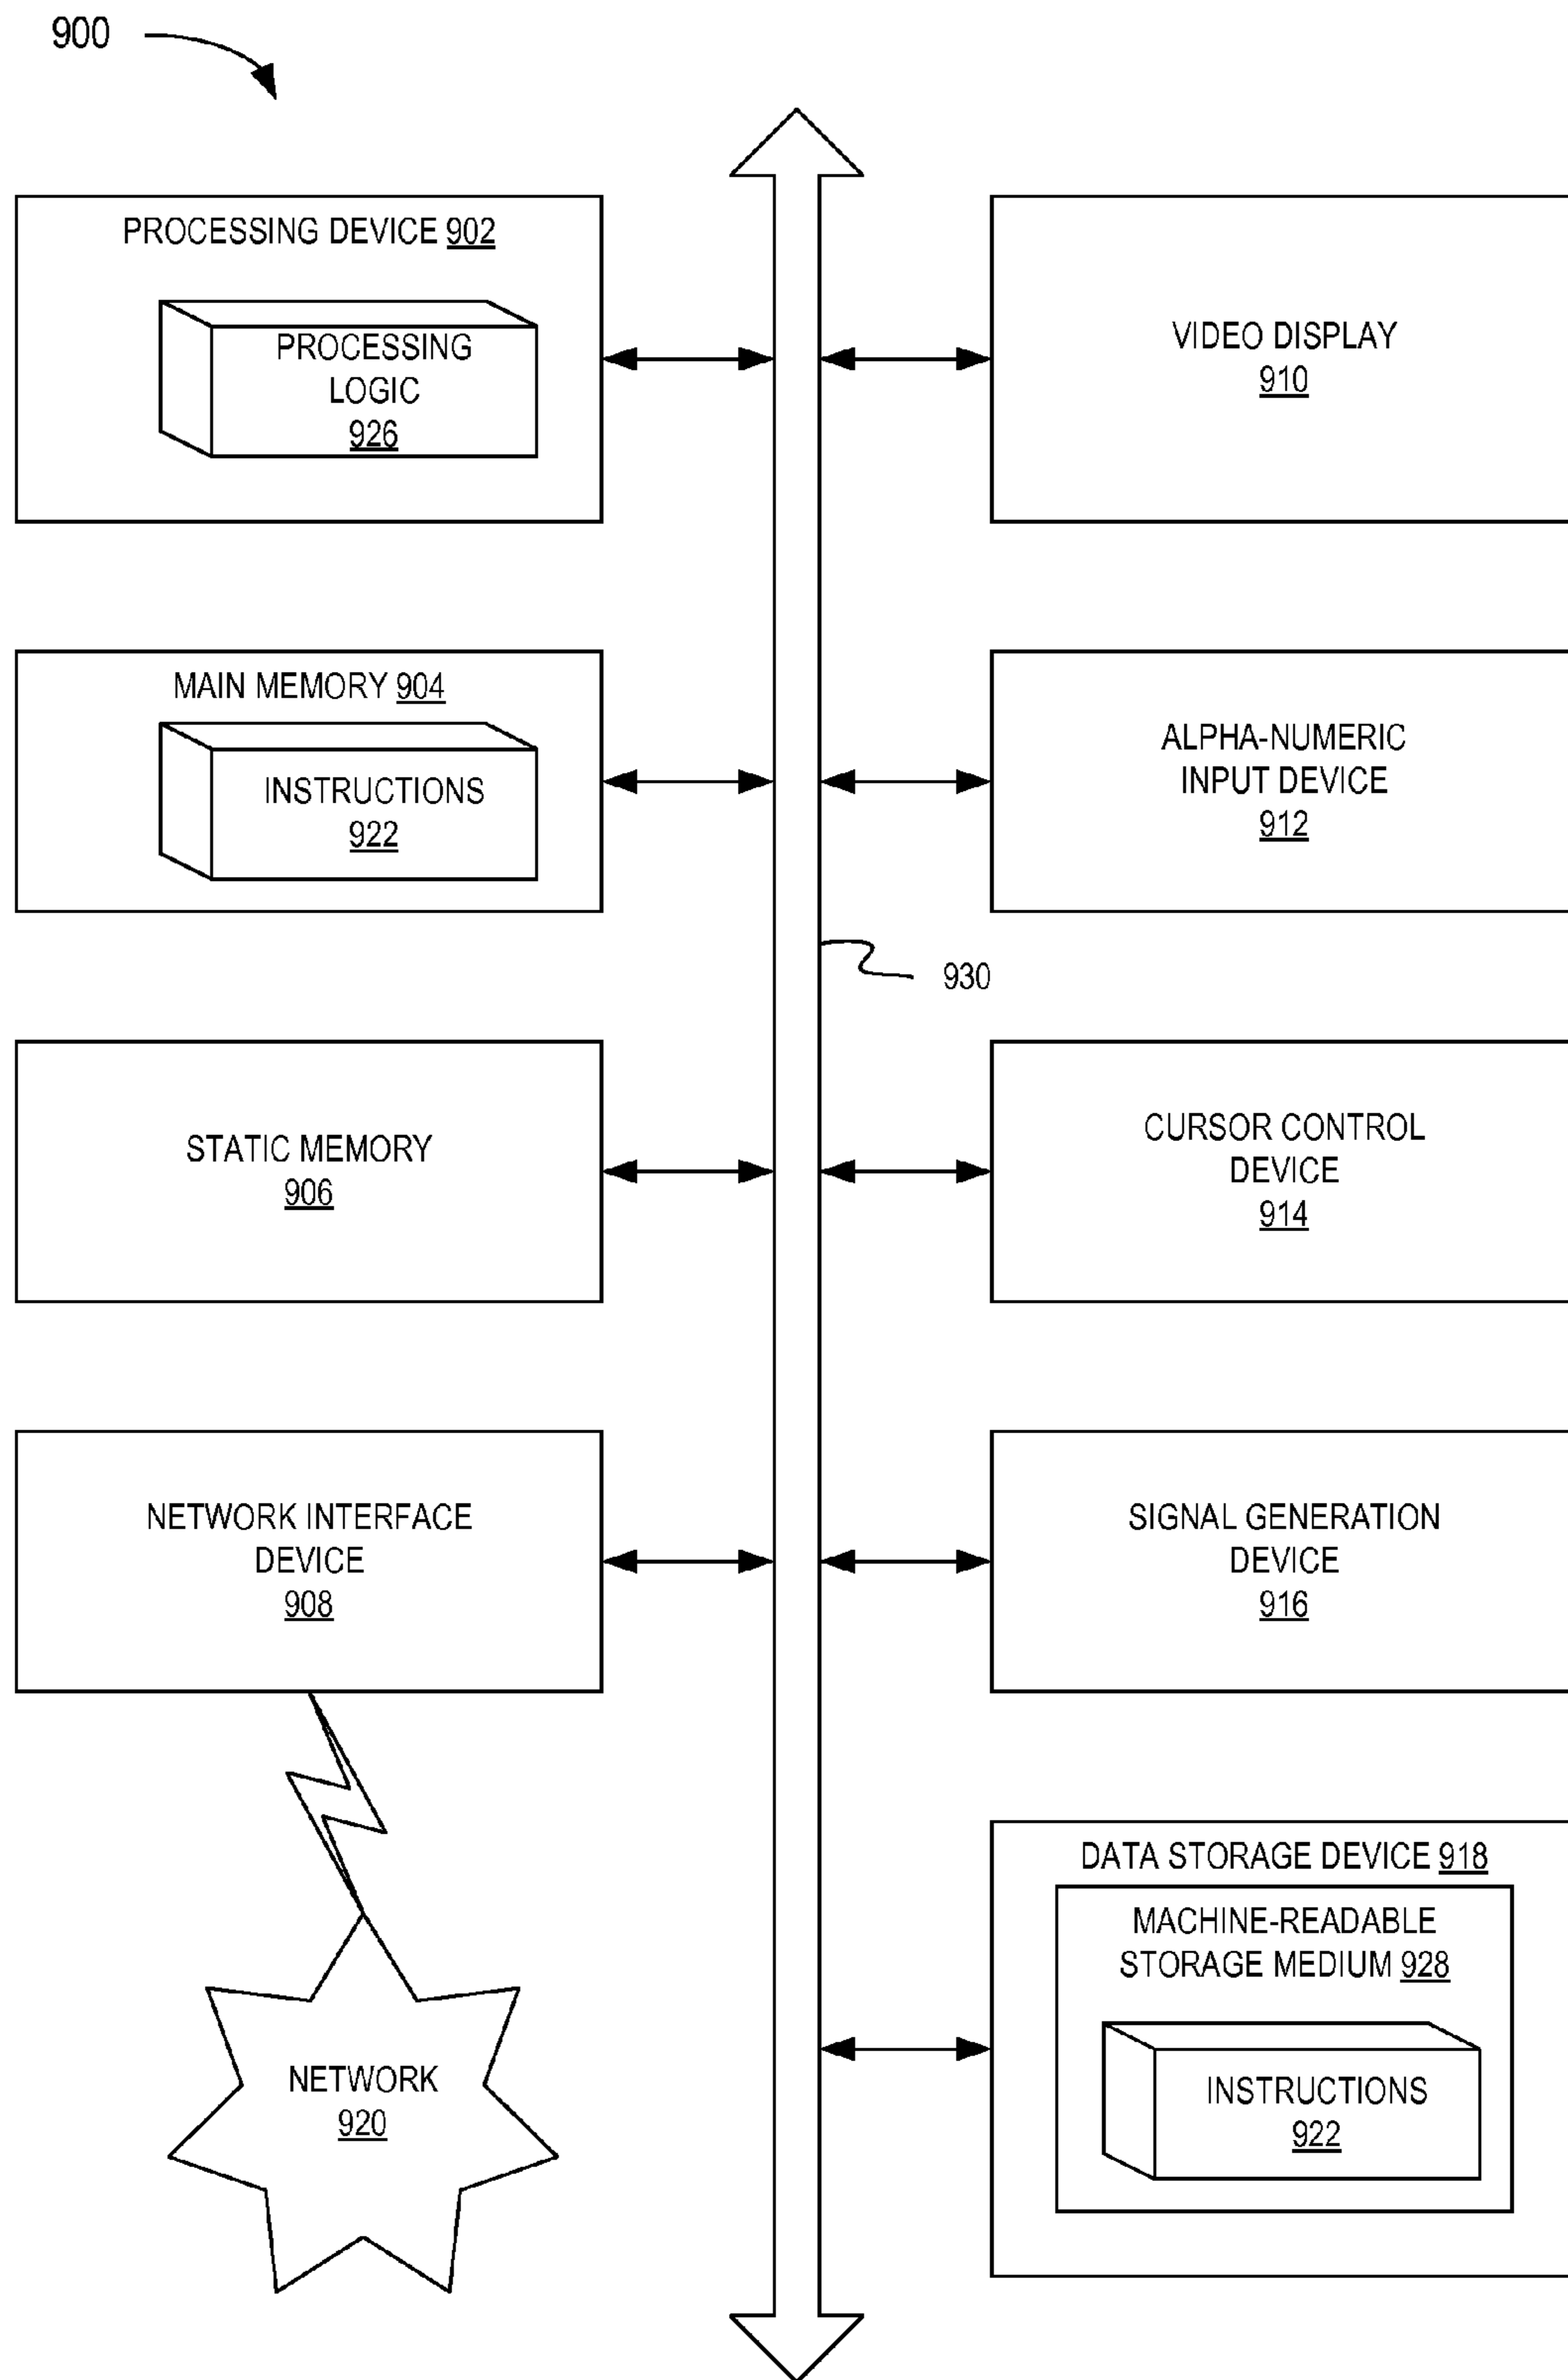 900
PROCESSING DEVICE 902
PROCESSING
LOGIC
926
VIDEO DISPLAY
910
MAIN MEMORY 904
INSTRUCTIONS
922
ALPHA-NUMERIC
INPUT DEVICE
912
930
STATIC MEMORY
906
CURSOR CONTROL
DEVICE
914
NETWORK INTERFACE
DEVICE
908
SIGNAL GENERATION
DEVICE
916
DATA STORAGE DEVICE 918
MACHINE-READABLE
STORAGE MEDIUM 928
INSTRUCTIONS
922
NETWORK
920